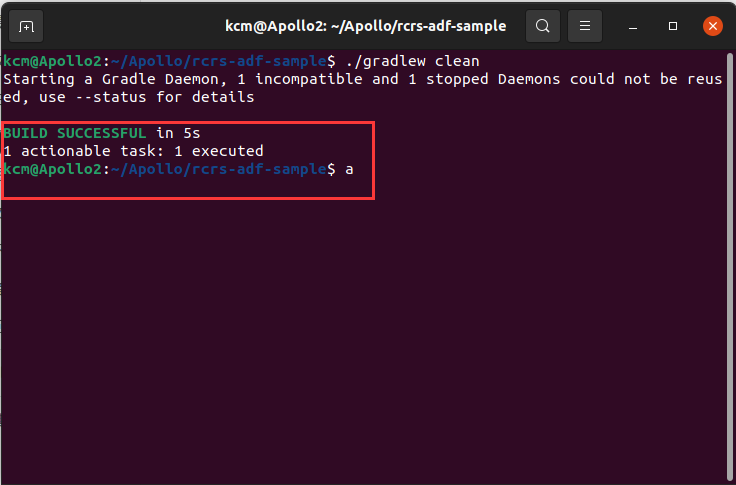 kcm@Apollo2: ~/Apollo/rcrs-adf-sample
kcm@Apollo2:~/Apollo/rcrs-adf-sample$ ./gradlew clean
Starting a Gradle Daemon, 1 incompatible and 1 stopped Daemons could not be reus
ed, use --status for details
BUILD SUCCESSFUL in 5s
1 actionable task: 1 executed
kcm@Apollo2:~/Apollo/rcrs-adf-sample$ a